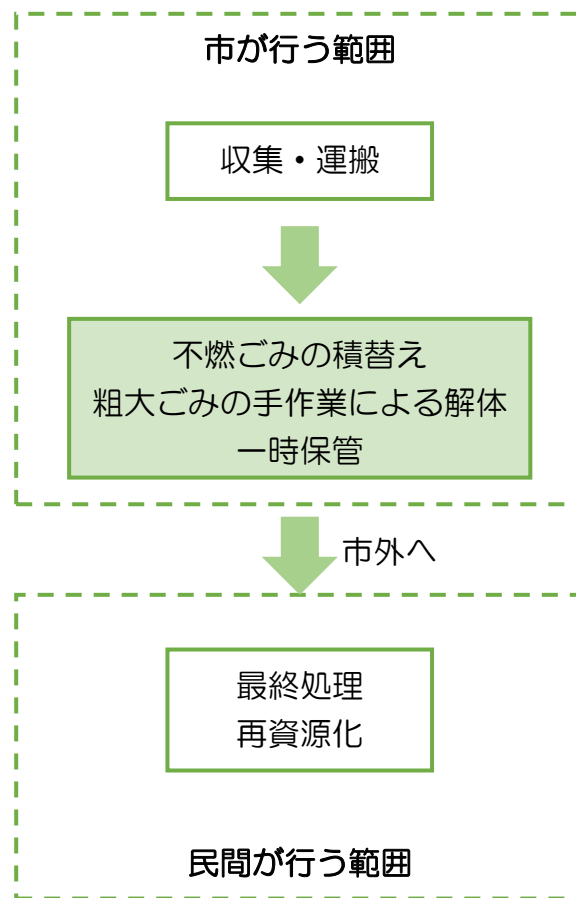 市が行う範囲
収集・運搬
不燃ごみの積替え
粗大ごみの手作業による解体
一時保管
市外へ
最終処理
再資源化
民間が行う範囲